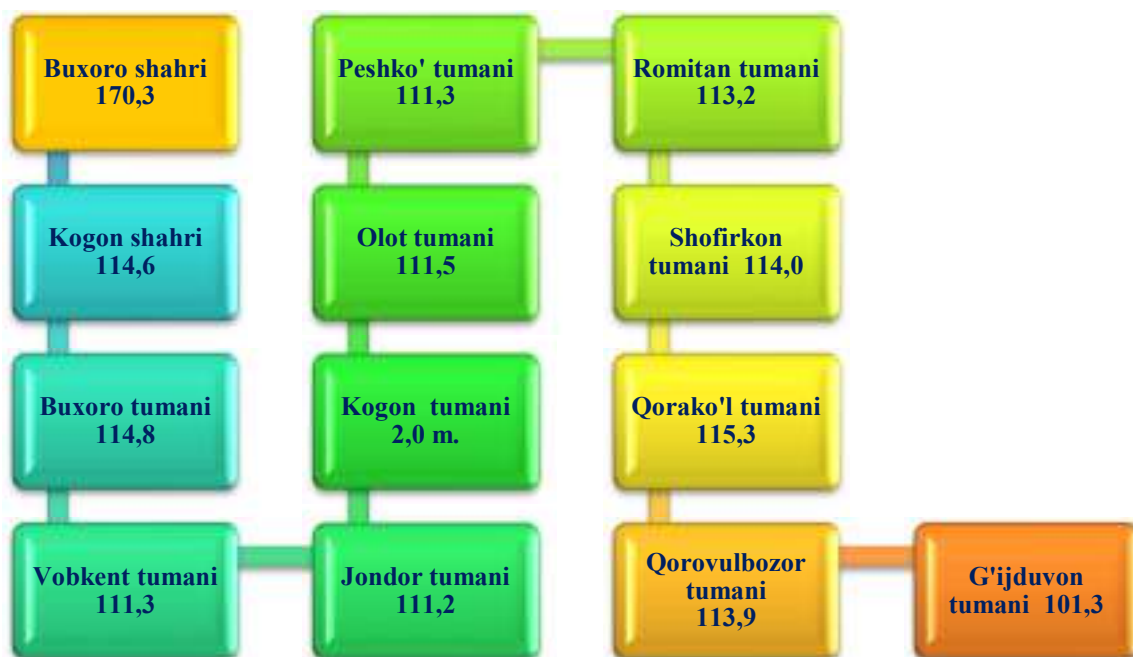 Buxoro shahri
170,3
Kogon shahri
114,6
Buxoro tumani
114,8
Vobkent tumani
111,3
Jondor tumani
111,2
Kogon tumani
2,0 m.
Olot tumani
111,5
Peshko' tumani
111,3
Romitan tumani
113,2
Shofirkon
tumani 114,0
Qorako'l tumani
115,3
Qorovulbozor
tumani
113,9
G'ijduvon
tumani 101,3